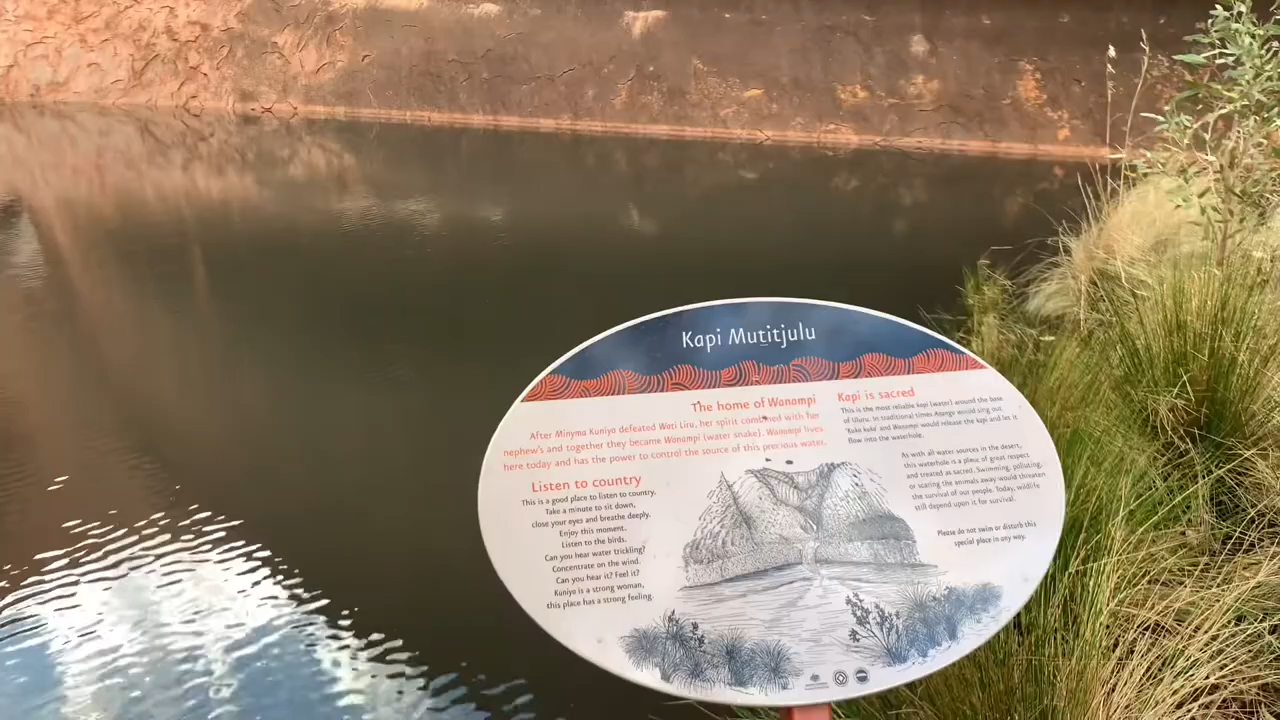 Kapi Muṯitjulu
The home of Wanampi
After Minyma Kuniya defeated Wati Liru, her spirit combined with her
nephew's and together they became Wanampi (water snake). Wanampi lives
here today and has the power to control the source of this precious water.
Listen to country
This is a good place to listen to country.
Take a minute to sit down,
close your eyes and breathe deeply.
Enjoy this moment.
Listen to the birds.
Can you hear water trickling?
Concentrate on the wind.
Can you hear it? Feel it?
Kuniya is a strong woman,
this place has a strong feeling.
Kapi is sacred
This is the most reliable kapi (water) around the base
of Uluru. In traditional times Anangu would sing out
'Kuka kuka' and Wanampi would release the kapi and let it
flow into the waterhole.
As with all water sources in the desert,
this waterhole is a place of great respect
and treated as sacred. Swimming, polluting,
or scaring the animals away would threaten
the survival of our people. Today, wildlife
still depend upon it for survival.
Please do not swim or disturb this
special place in any way.